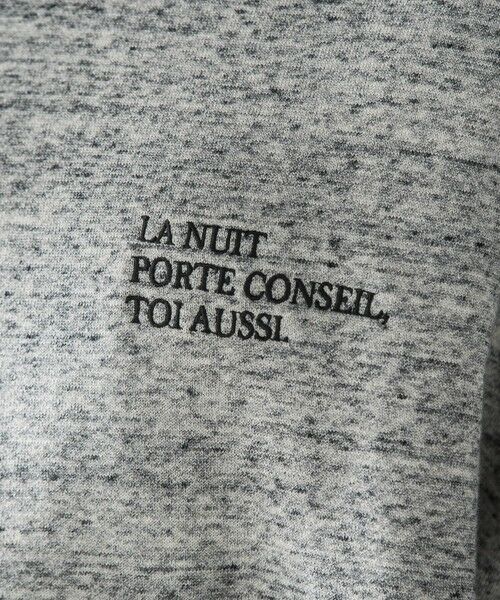 LA NUIT
PORTE CONSEIL,
TOI AUSSI.